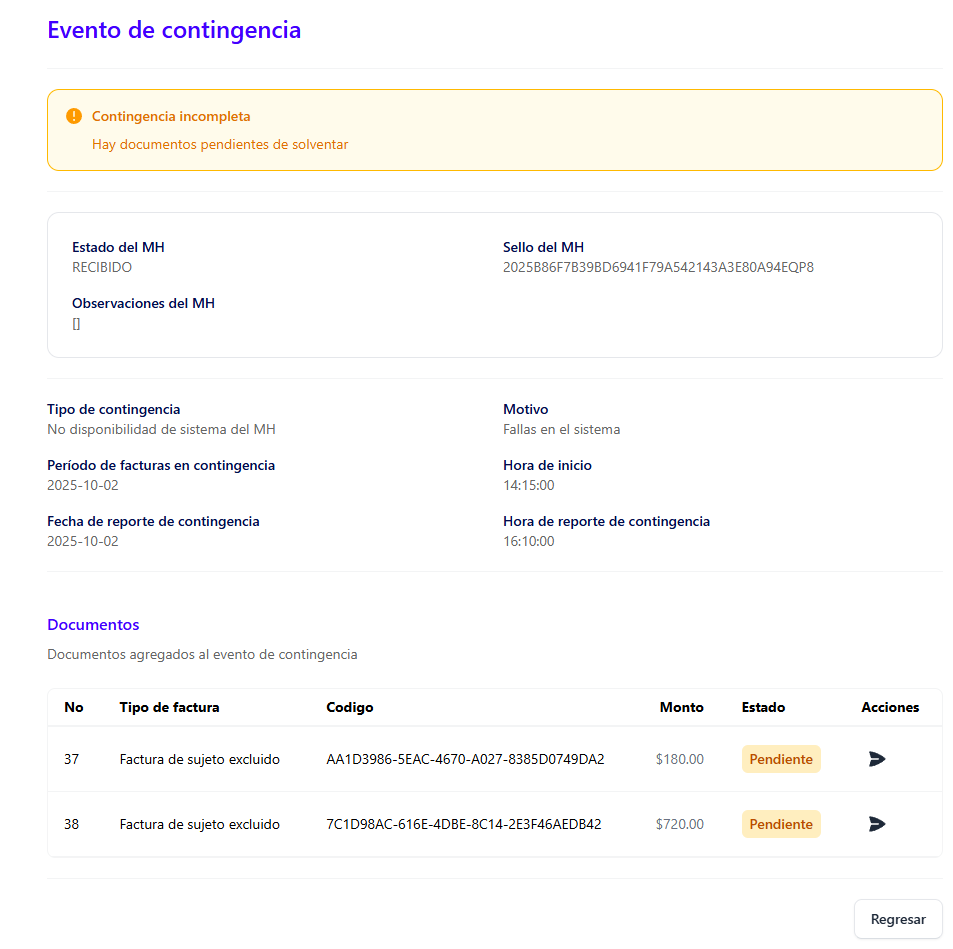 Evento de contingencia
Contingencia incompleta
Hay documentos pendientes de solventar
Estado del MH Sello del MH
RECIBIDO 2025B86F7B39BD6941F79A542143A3E80A94EQP8
Observaciones del MH
[]
Tipo de contingencia Motivo
No disponibilidad de sistema del MH Fallas en el sistema
Período de facturas en contingencia Hora de inicio
2025-10-02 14:15:00
Fecha de reporte de contingencia Hora de reporte de contingencia
2025-10-02 16:10:00
Documentos
Documentos agregados al evento de contingencia
No Tipo de factura Codigo Monto Estado Acciones
37 Factura de sujeto excluido AA1D3986-5EAC-4670-A027-8385D0749DA2 $180.00 Pendiente
38 Factura de sujeto excluido 7C1D98AC-616E-4DBE-8C14-2E3F46AEDB42 $720.00 Pendiente
Regresar